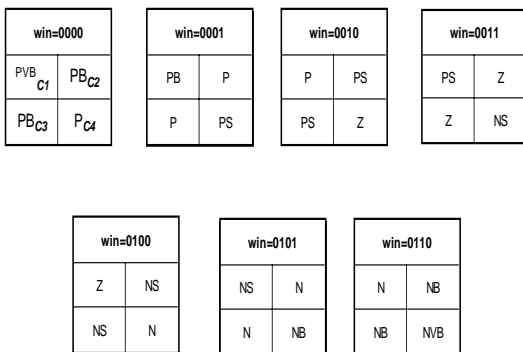 win=0000
PVB C1 PB C2
PB C3 P C4
win=0001
PB P
P PS
win=0010
P PS
PS Z
win=0011
PS Z
Z NS
win=0100
Z NS
NS N
win=0101
NS N
N NB
win=0110
N NB
NB NVB